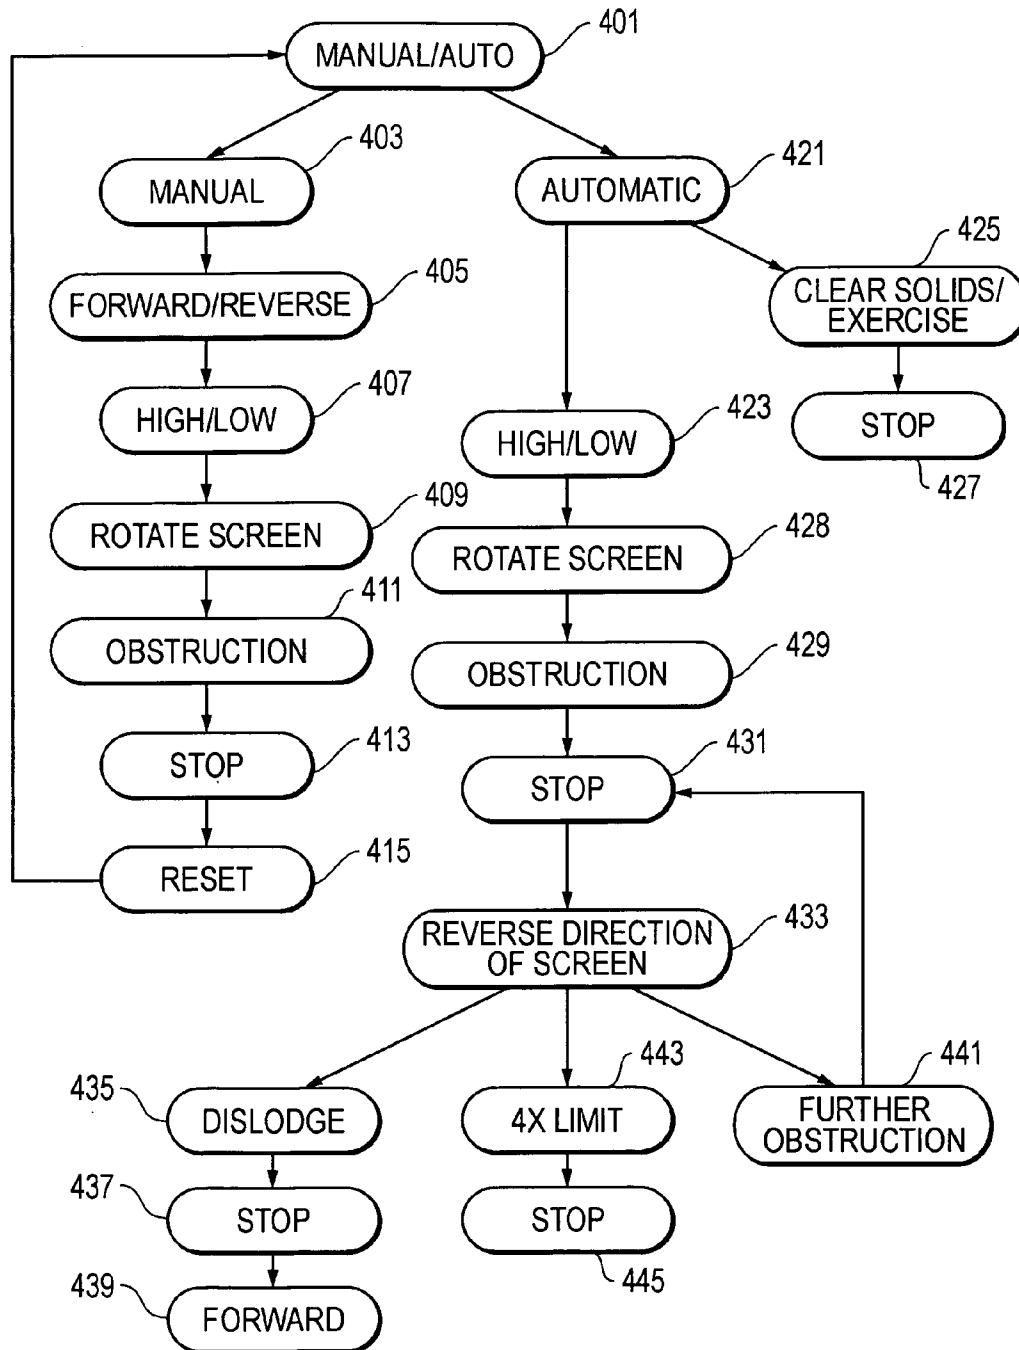 MANUAL/AUTO
401
MANUAL
403
FORWARD/REVERSE
405
HIGH/LOW
407
ROTATE SCREEN
409
OBSTRUCTION
411
STOP
413
RESET
415
AUTOMATIC
421
CLEAR SOLIDS/
EXERCISE
425
STOP
427
HIGH/LOW
423
ROTATE SCREEN
428
OBSTRUCTION
429
STOP
431
REVERSE DIRECTION
OF SCREEN
433
435
DISLODGE
437
STOP
439
FORWARD
443
4X LIMIT
STOP
445
441
FURTHER
OBSTRUCTION